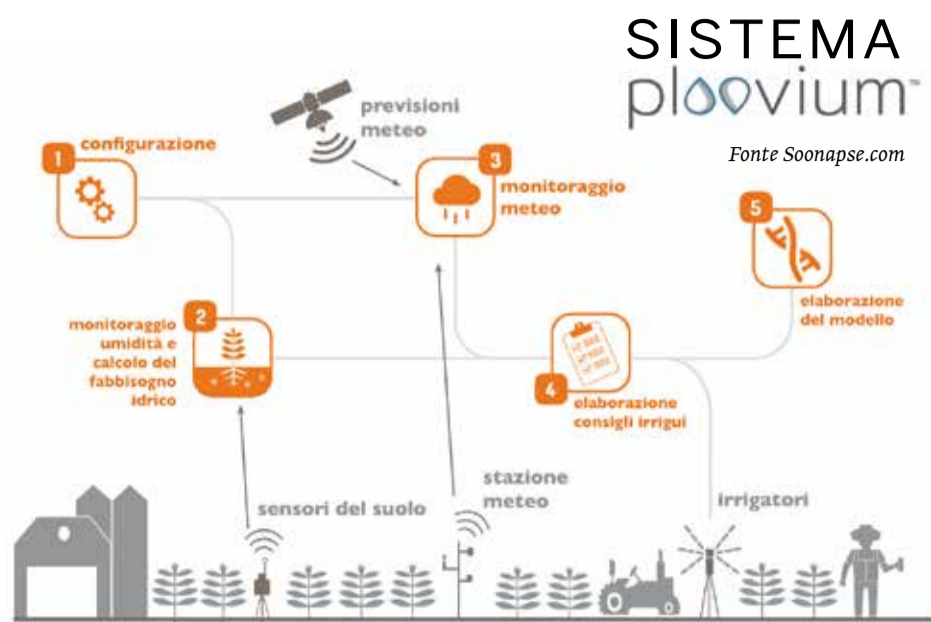 SISTEMA
ploovium™
Fonte Soonapse.com
previsioni
meteo
1
configurazione
3
monitoraggio
meteo
5
elaborazione
del modello
2
monitoraggio
umidità e
calcolo del
fabbisogno
idrico
4
elaborazione
consigli irrigui
sensori del suolo
stazione
meteo
irrigatori